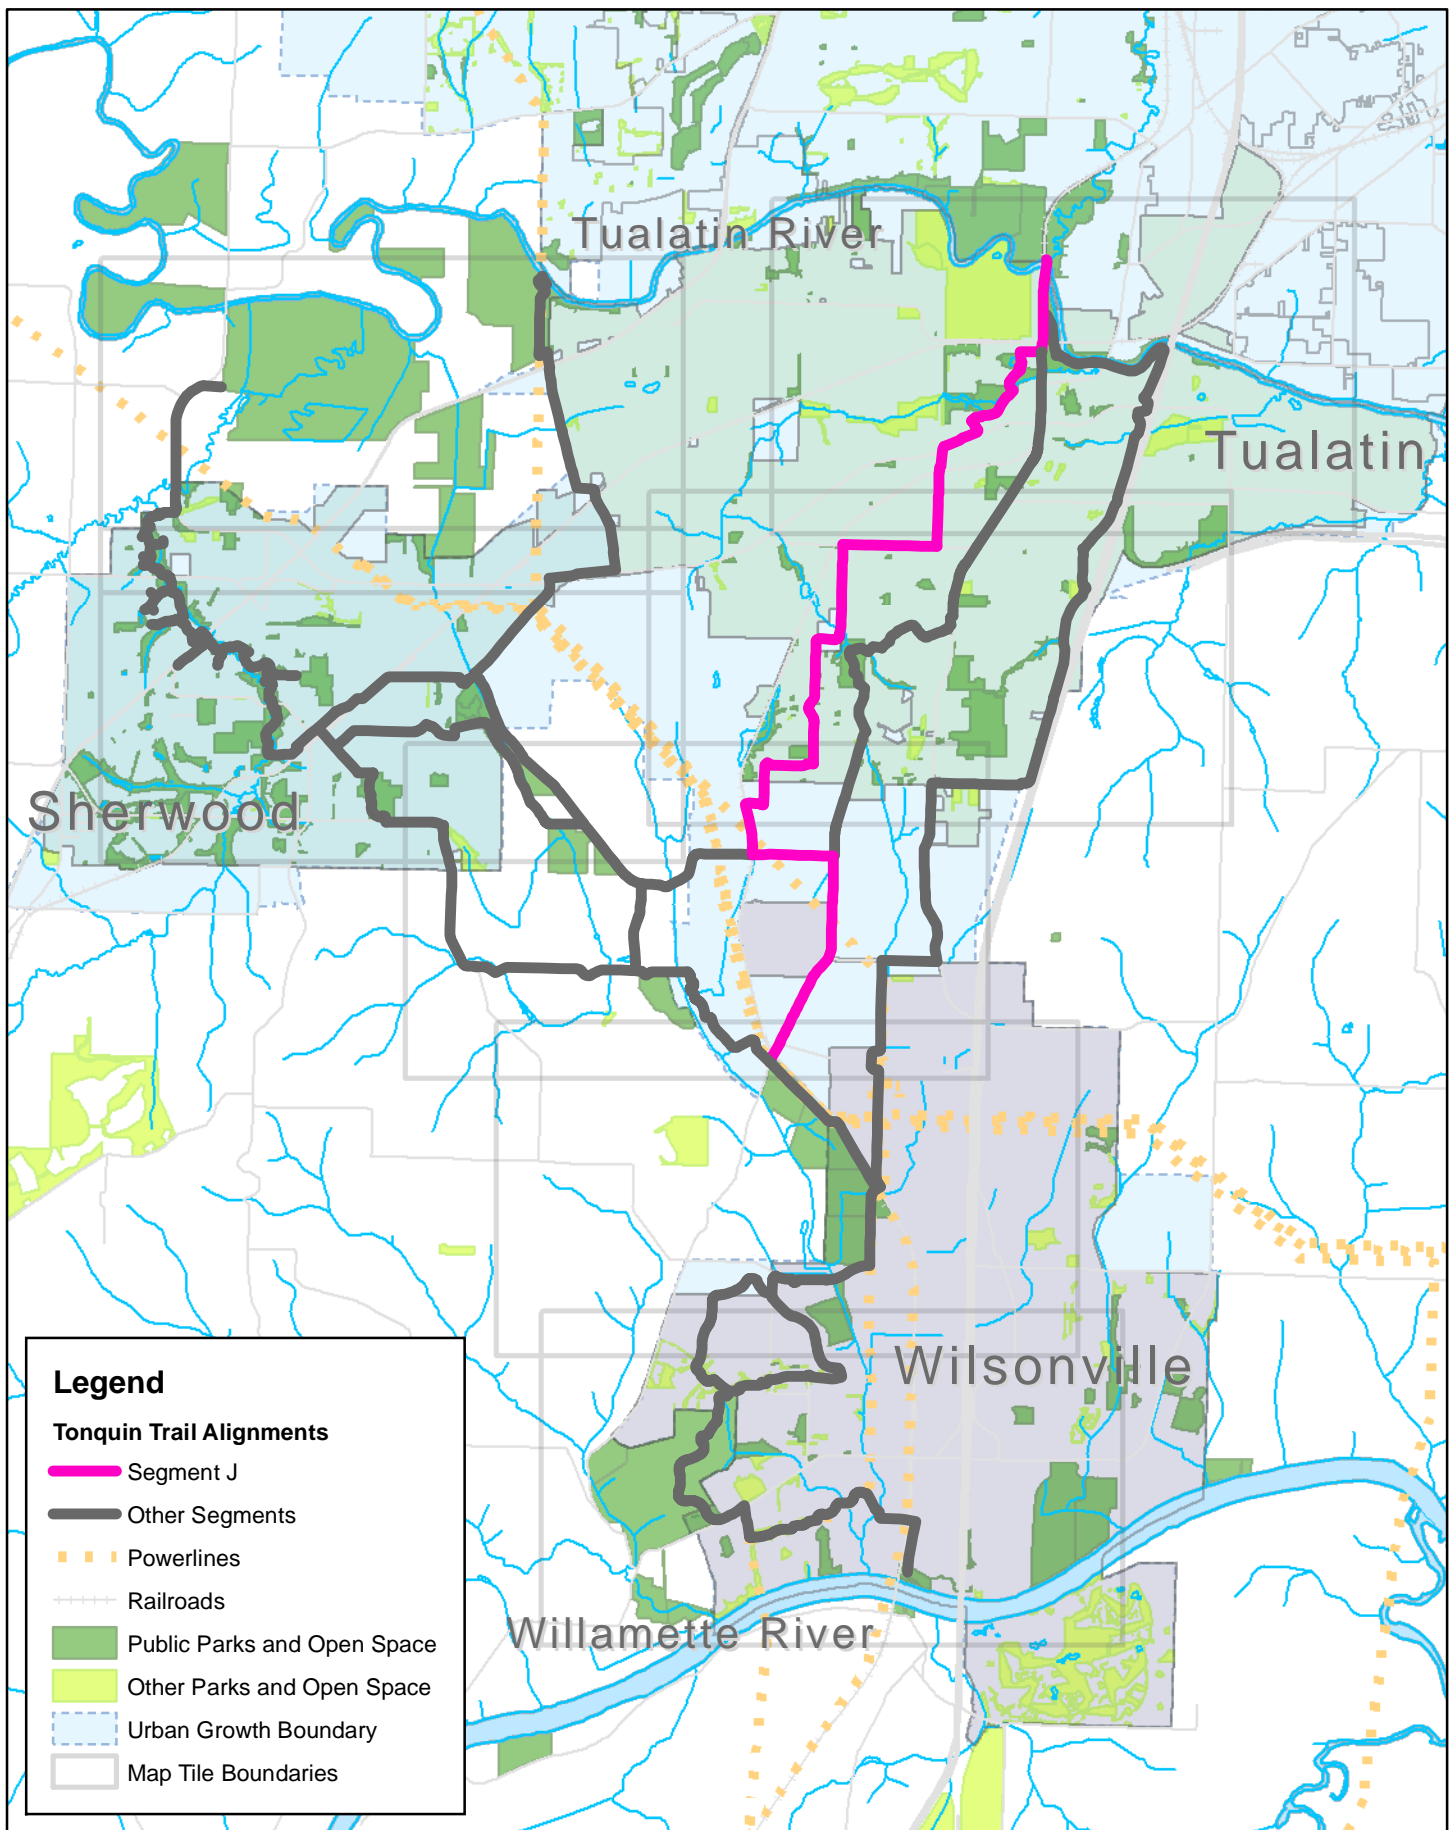 Tualatin River
Tualatin
Sherwood
Wilsonville
Willamette River
Legend
Tonquin Trail Alignments
Segment J
Other Segments
Powerlines
Railroads
Public Parks and Open Space
Other Parks and Open Space
Urban Growth Boundary
Map Tile Boundaries